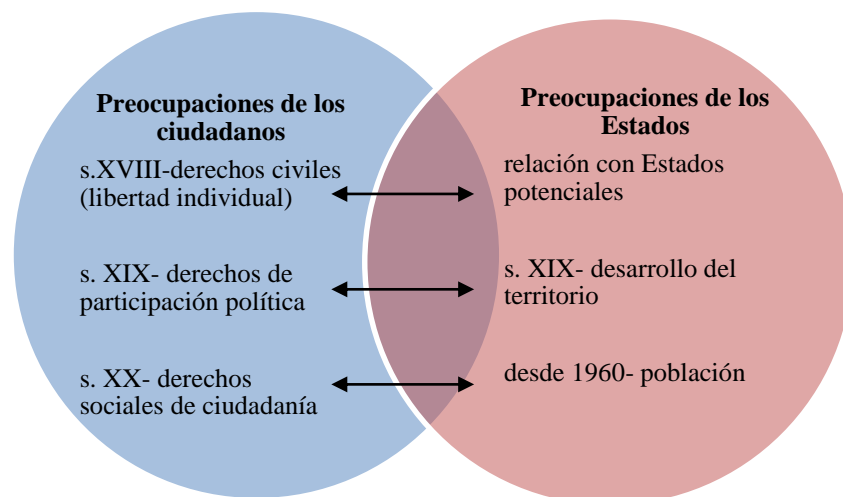 Preocupaciones de los
ciudadanos
s.XVIII-derechos civiles
(libertad individual)
s. XIX- derechos de
participación política
s. XX- derechos
sociales de ciudadanía
Preocupaciones de los
Estados
relación con Estados
potenciales
s. XIX- desarrollo del
territorio
desde 1960- población